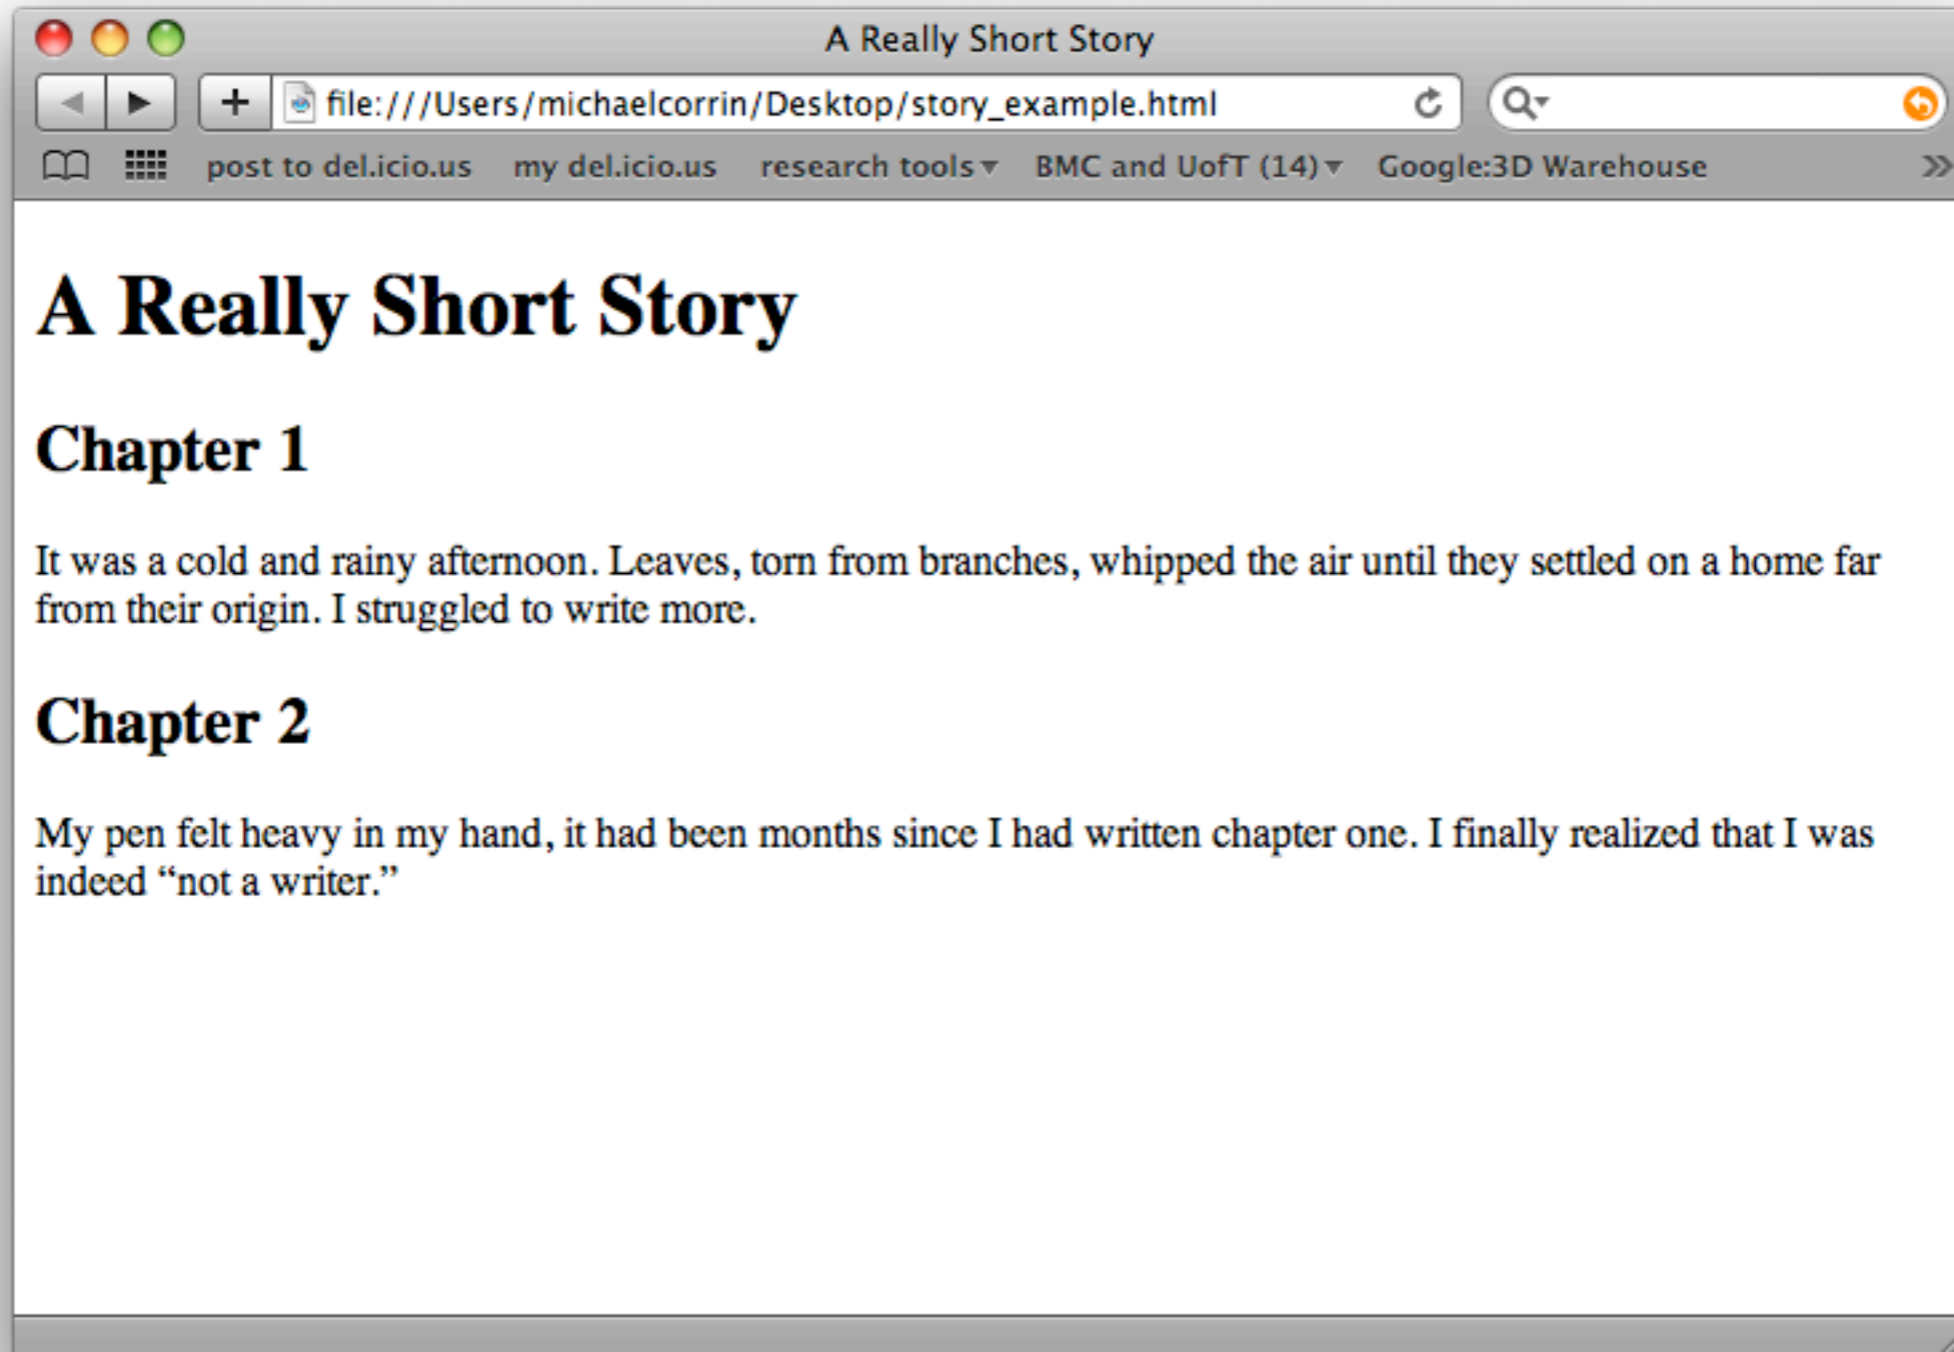 A Really Short Story
file:///Users/michaelcorrin/Desktop/story_example.html
post to del.icio.us my del.icio.us research tools BMC and UofT (14) Google:3D Warehouse
A Really Short Story
Chapter 1
It was a cold and rainy afternoon. Leaves, torn from branches, whipped the air until they settled on a home far
from their origin. I struggled to write more.
Chapter 2
My pen felt heavy in my hand, it had been months since I had written chapter one. I finally realized that I was
indeed “not a writer.”